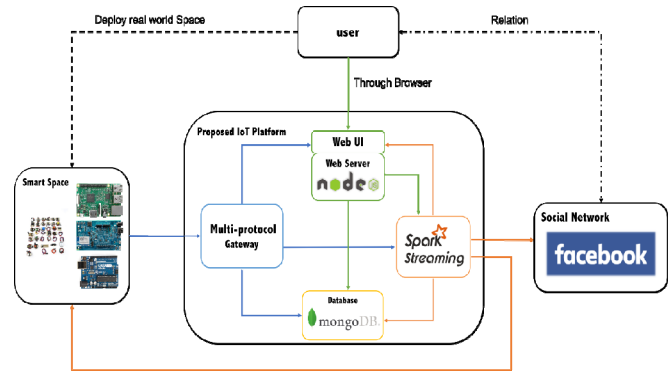 Deploy real world Space
Relation
user
Through Browser
Proposed IoT Platform
Web UI
Web Server
node
Smart Space
Multi-protocol
Gateway
Spark
Streaming
Social Network
facebook
Database
mongoDB.